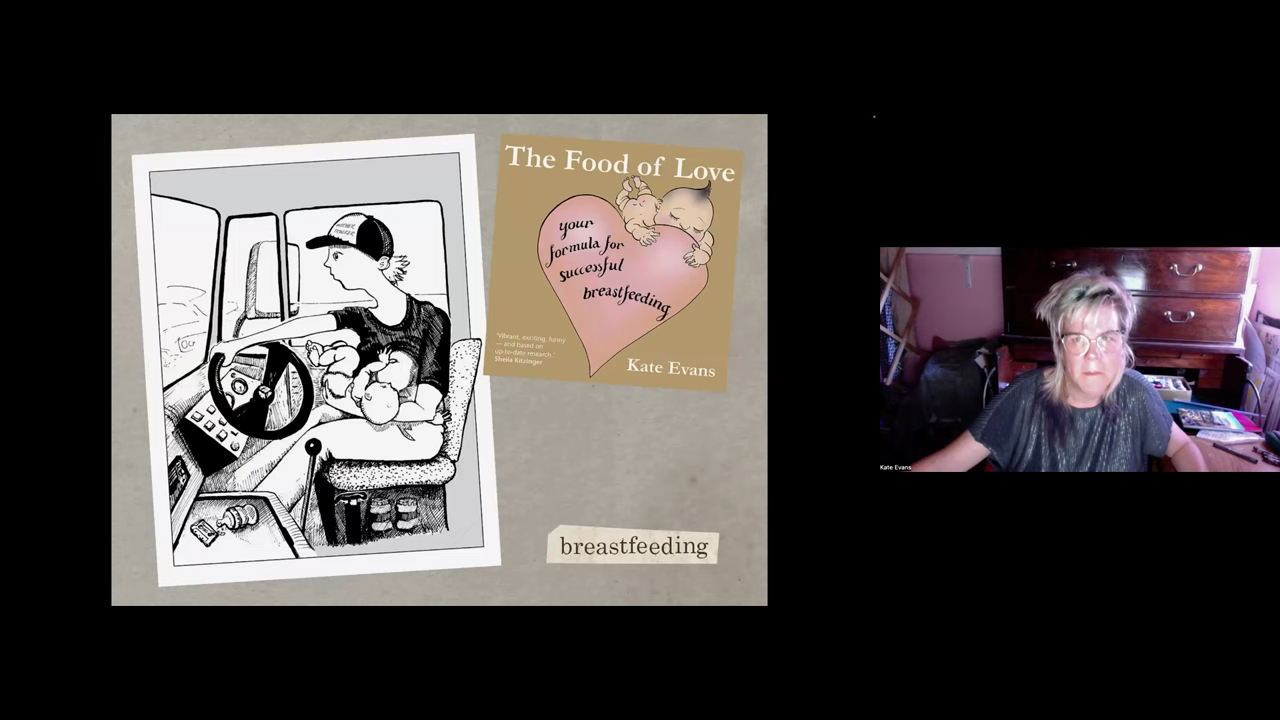 The Food of Love
your
formula for
successful
breastfeeding
"Vibrant, exciting, funny
— and based on
up-to-date research."
Sheila Kitzinger
Kate Evans
breastfeeding
Kate Evans